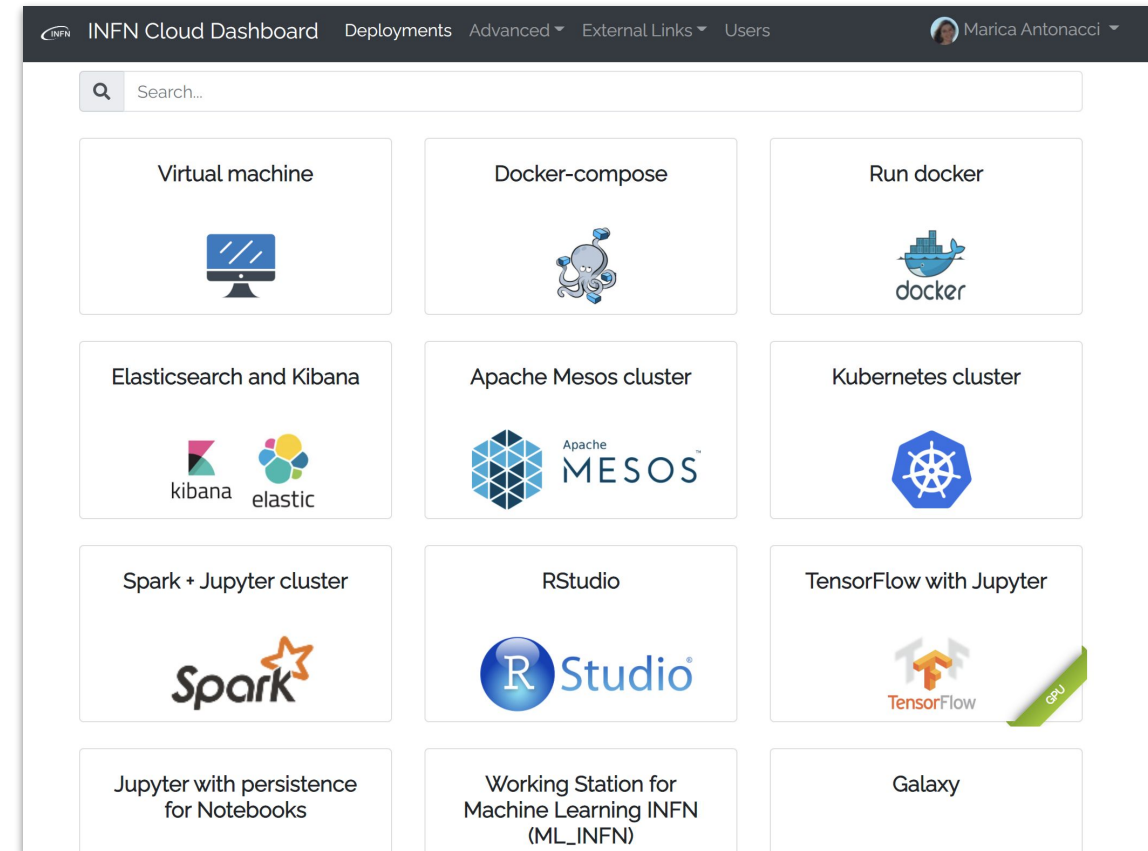 INFN INFN Cloud Dashboard Deployments Advanced External Links Users Marica Antonacci
Search...
Virtual machine
Docker-compose
Run docker
docker
Elasticsearch and Kibana
Apache Mesos cluster
Kubernetes cluster
kibana
elastic
Apache
MESOS™
Spark + Jupyter cluster
RStudio
TensorFlow with Jupyter
Spark
R Studio®
TensorFlow
GPU
Jupyter with persistence
for Notebooks
Working Station for
Machine Learning INFN
(ML_INFN)
Galaxy